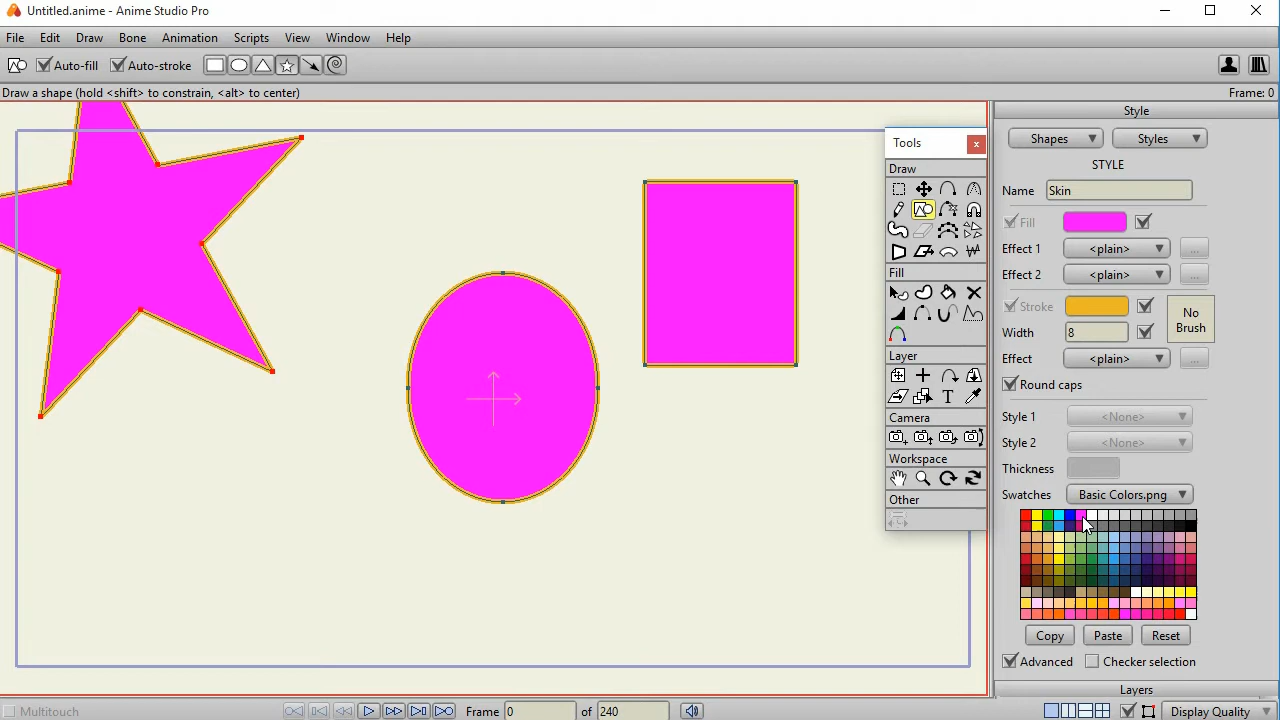 Untitled.anime - Anime Studio Pro
File Edit Draw Bone Animation Scripts View Window Help
Auto-fill Auto-stroke
Draw a shape (hold <shift> to constrain, <alt> to center) Frame: 0
Style
Tools
Shapes Styles
Draw
STYLE
Name Skin
Fill
Effect 1 <plain> ...
Effect 2 <plain> ...
Fill
Stroke
No
Brush
Width 8
Layer
Effect <plain> ...
Round caps
T
Camera
Style 1 <None>
Style 2 <None>
Workspace
Thickness
Other
Swatches Basic Colors.png
Copy Paste Reset
Advanced Checker selection
Layers
Multitouch Frame 0 of 240 Display Quality